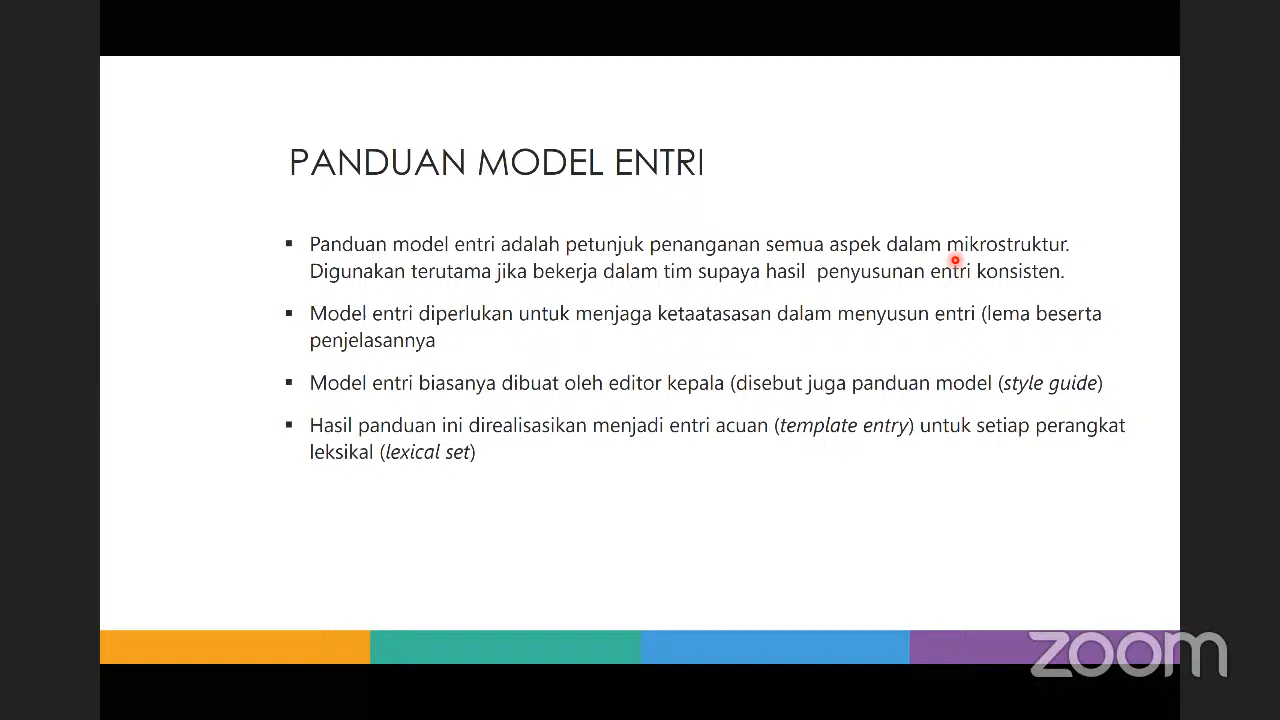 PANDUAN MODEL ENTRI
▪ Panduan model entri adalah petunjuk penanganan semua aspek dalam mikrostruktur.
Digunakan terutama jika bekerja dalam tim supaya hasil  penyusunan entri konsisten.
▪ Model entri diperlukan untuk menjaga ketaatasasan dalam menyusun entri (lema beserta
penjelasannya
▪ Model entri biasanya dibuat oleh editor kepala (disebut juga panduan model (style guide)
▪ Hasil panduan ini direalisasikan menjadi entri acuan (template entry) untuk setiap perangkat
leksikal (lexical set)
zoom